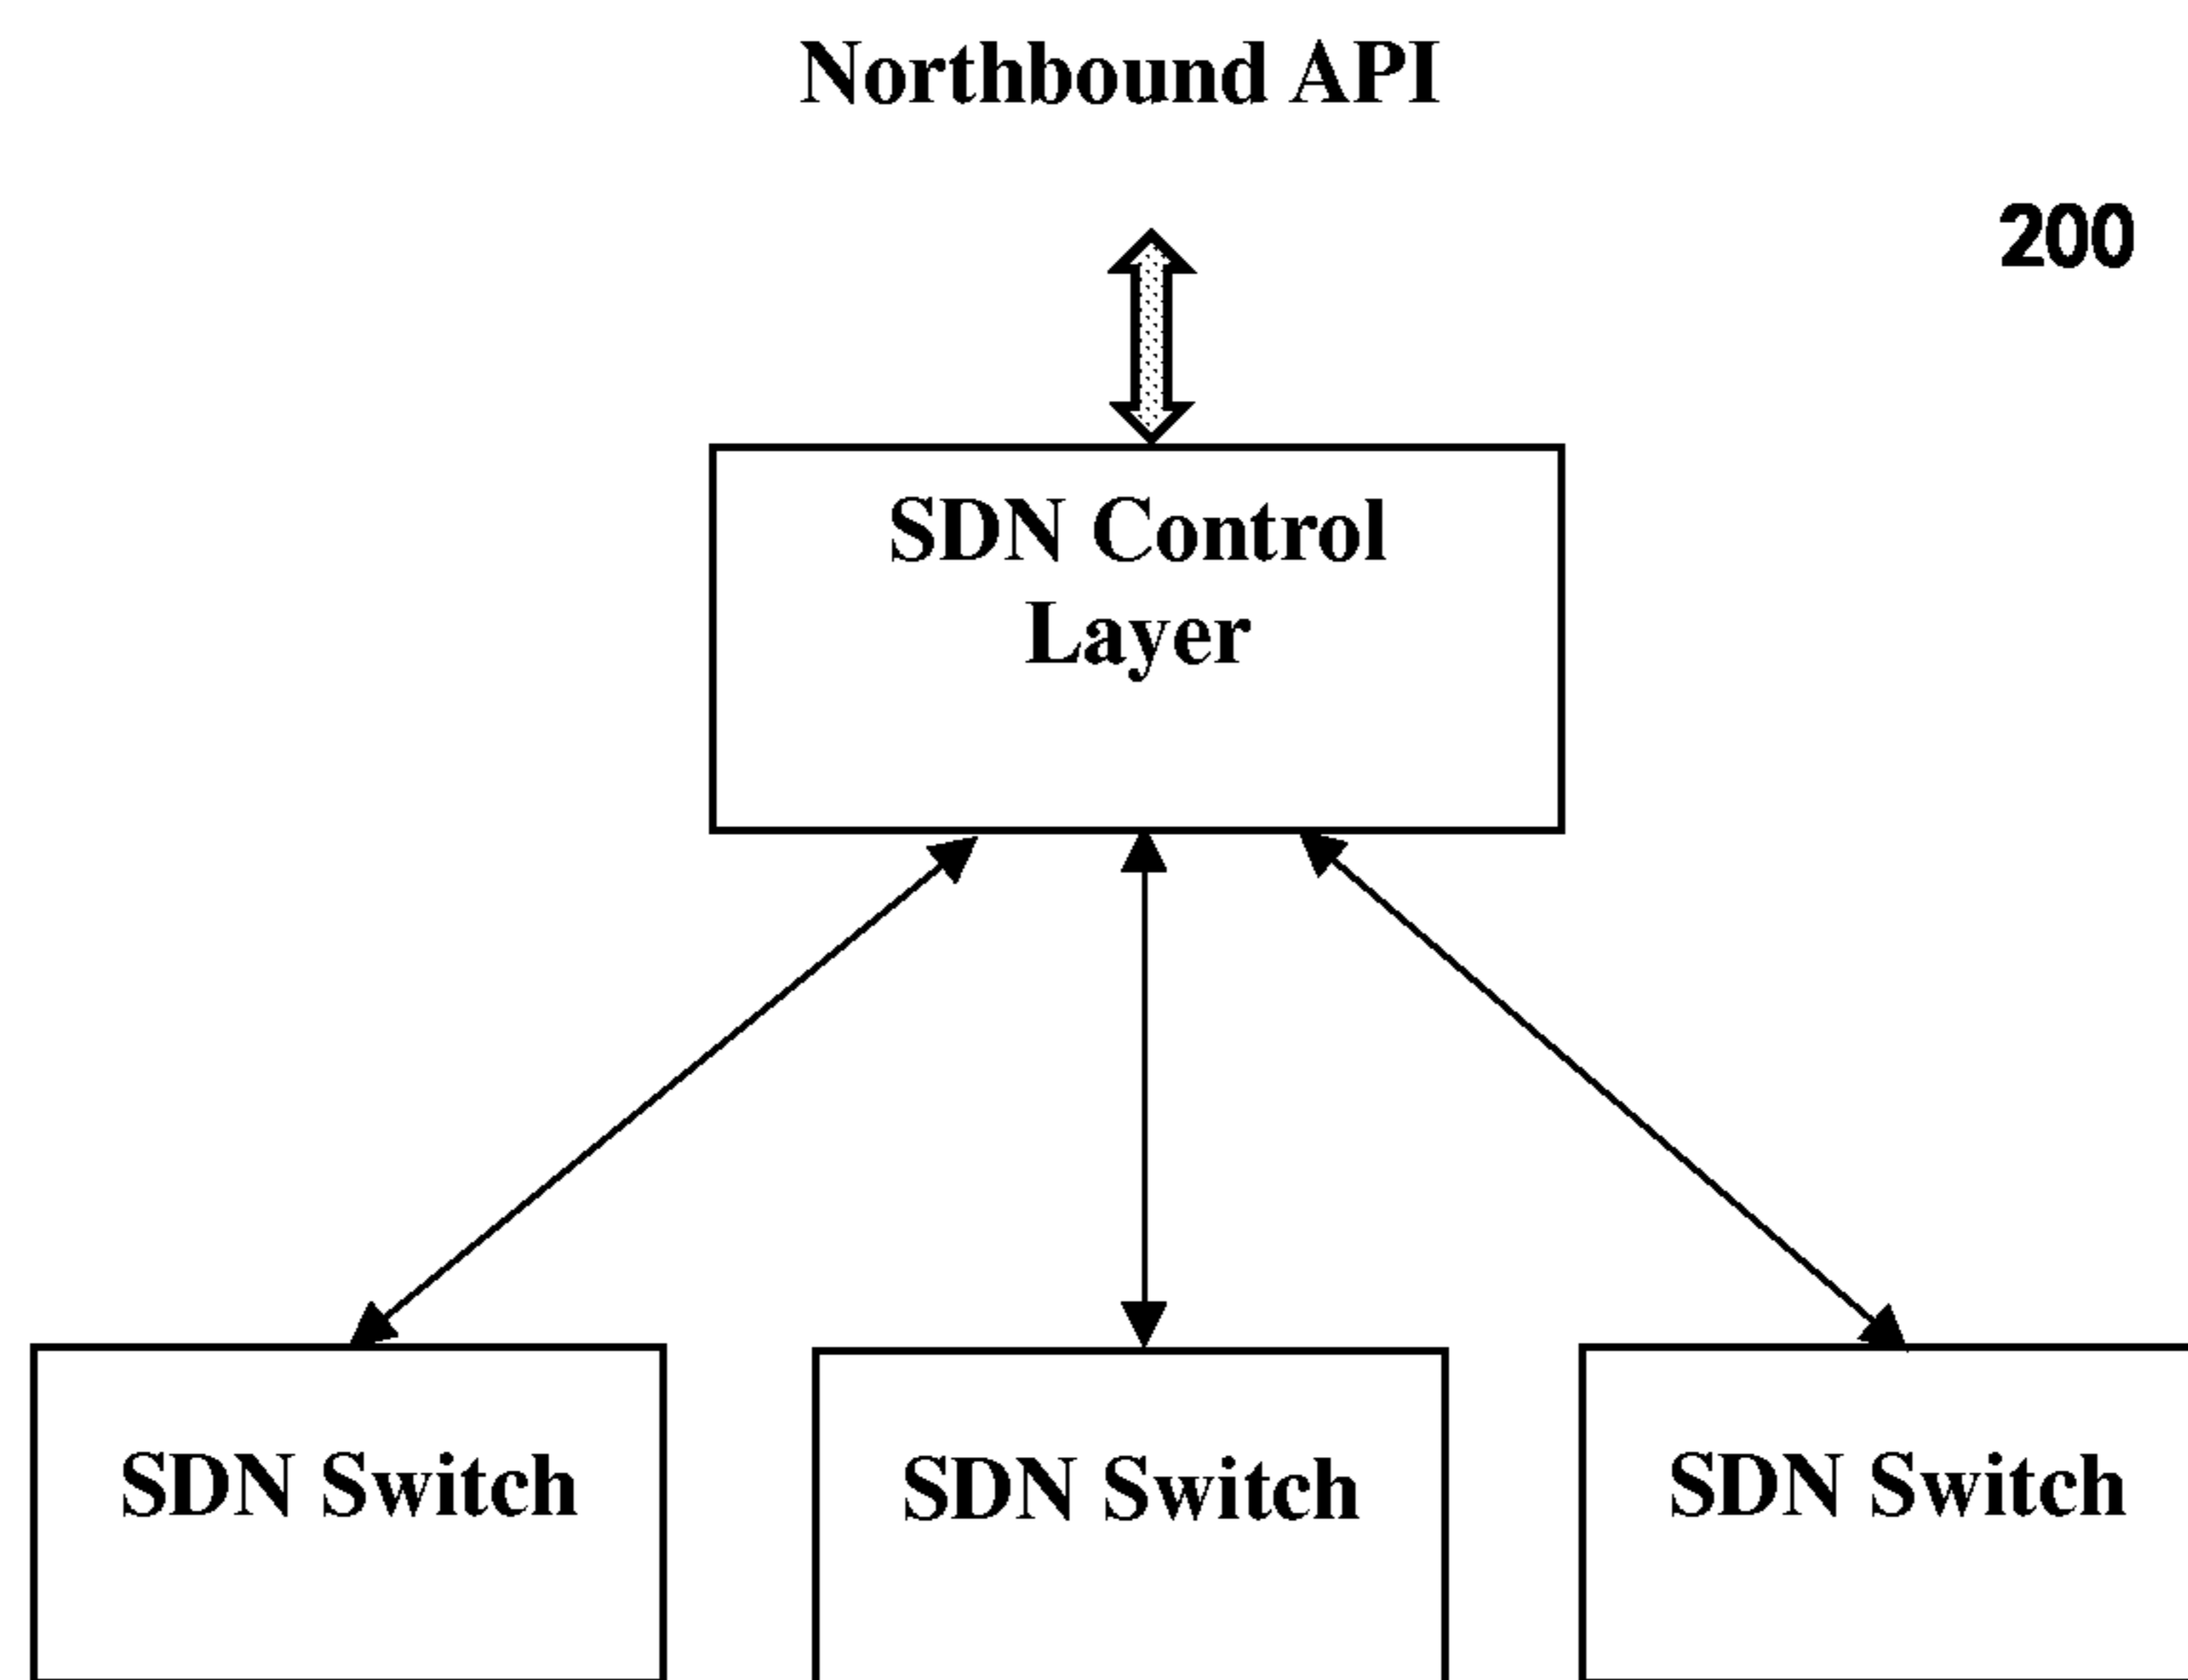 Northbound API
200
SDN Control
Layer
SDN Switch
SDN Switch
SDN Switch